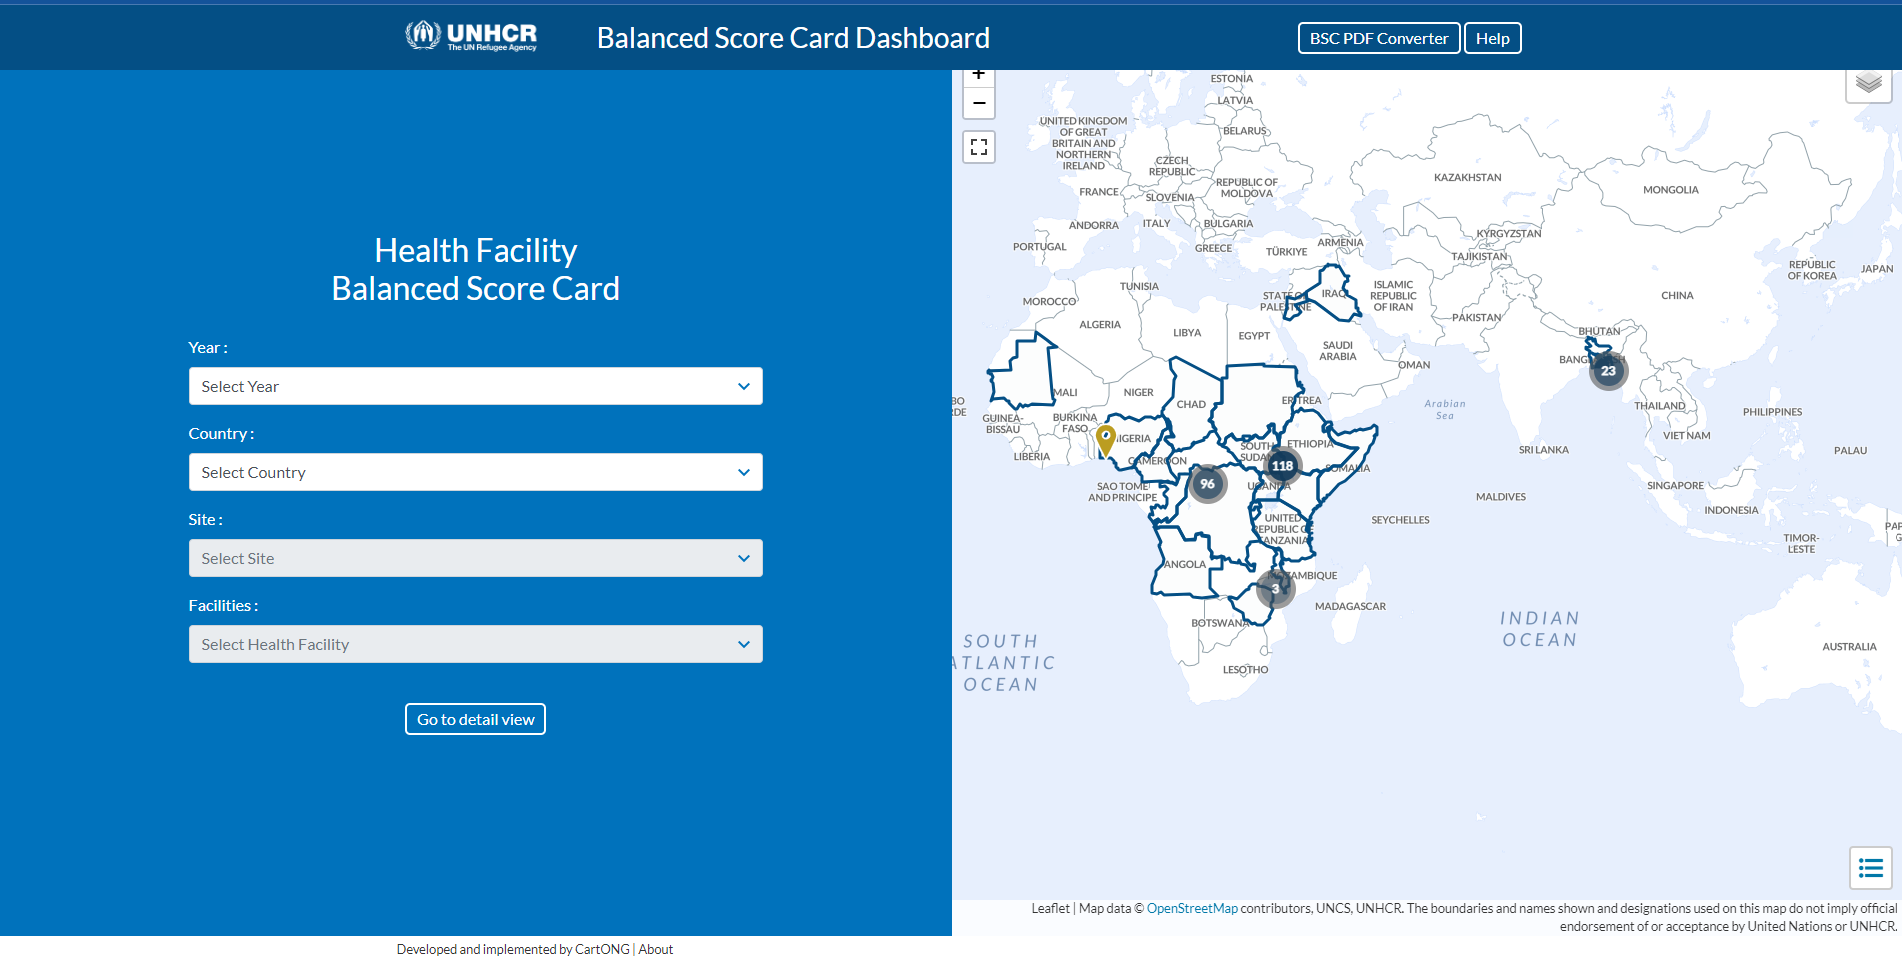 UNHCR
The UN Refugee Agency
Balanced Score Card Dashboard
BSC PDF Converter
Help
Health Facility
Balanced Score Card
Year :
Select Year
Country :
Select Country
Site :
Select Site
Facilities :
Select Health Facility
Go to detail view
+
−
ESTONIA
LATVIA
UNITED KINGDOM
OF GREAT
BRITAIN AND
NORTHERN
IRELAND
BELARUS
CZECH
REPUBLIC
FRANCE
SLOVENIA
REPUBLIC OF
MOLDOVA
KAZAKHSTAN
MONGOLIA
ANDORRA
ITALY
BULGARIA
PORTUGAL
GREECE
TÜRKIYE
ARMENIA
KYRGYZSTAN
TAJIKISTAN
REPUBLIC
OF KOREA
JAPAN
TUNISIA
MOROCCO
STATE OF
PALESTINE
IRAQ
ISLAMIC
REPUBLIC
OF IRAN
CHINA
ALGERIA
LIBYA
EGYPT
PAKISTAN
SAUDI
ARABIA
OMAN
BHUTAN
23
MALI
NIGER
CHAD
ERITREA
Arabian
Sea
THAILAND
PHILIPPINES
GUINEA-
BISSAU
BURKINA
FASO
NIGERIA
LIBERIA
CAMEROON
SOUTH
SUDAN
ETHIOPIA
SOMALIA
118
96
UGANDA
VIET NAM
SRI LANKA
PALAU
SAO TOME
AND PRINCIPE
MALDIVES
SINGAPORE
INDONESIA
UNITED
REPUBLIC OF
TANZANIA
SEYCHELLES
TIMOR-
LESTE
ANGOLA
MOZAMBIQUE
3
MADAGASCAR
BOTSWANA
LESOTHO
INDIAN
OCEAN
AUSTRALIA
SOUTH
ATLANTIC
OCEAN
Leaflet | Map data © OpenStreetMap contributors, UNCS, UNHCR. The boundaries and names shown and designations used on this map do not imply official
endorsement of or acceptance by United Nations or UNHCR.
Developed and implemented by CartONG | About